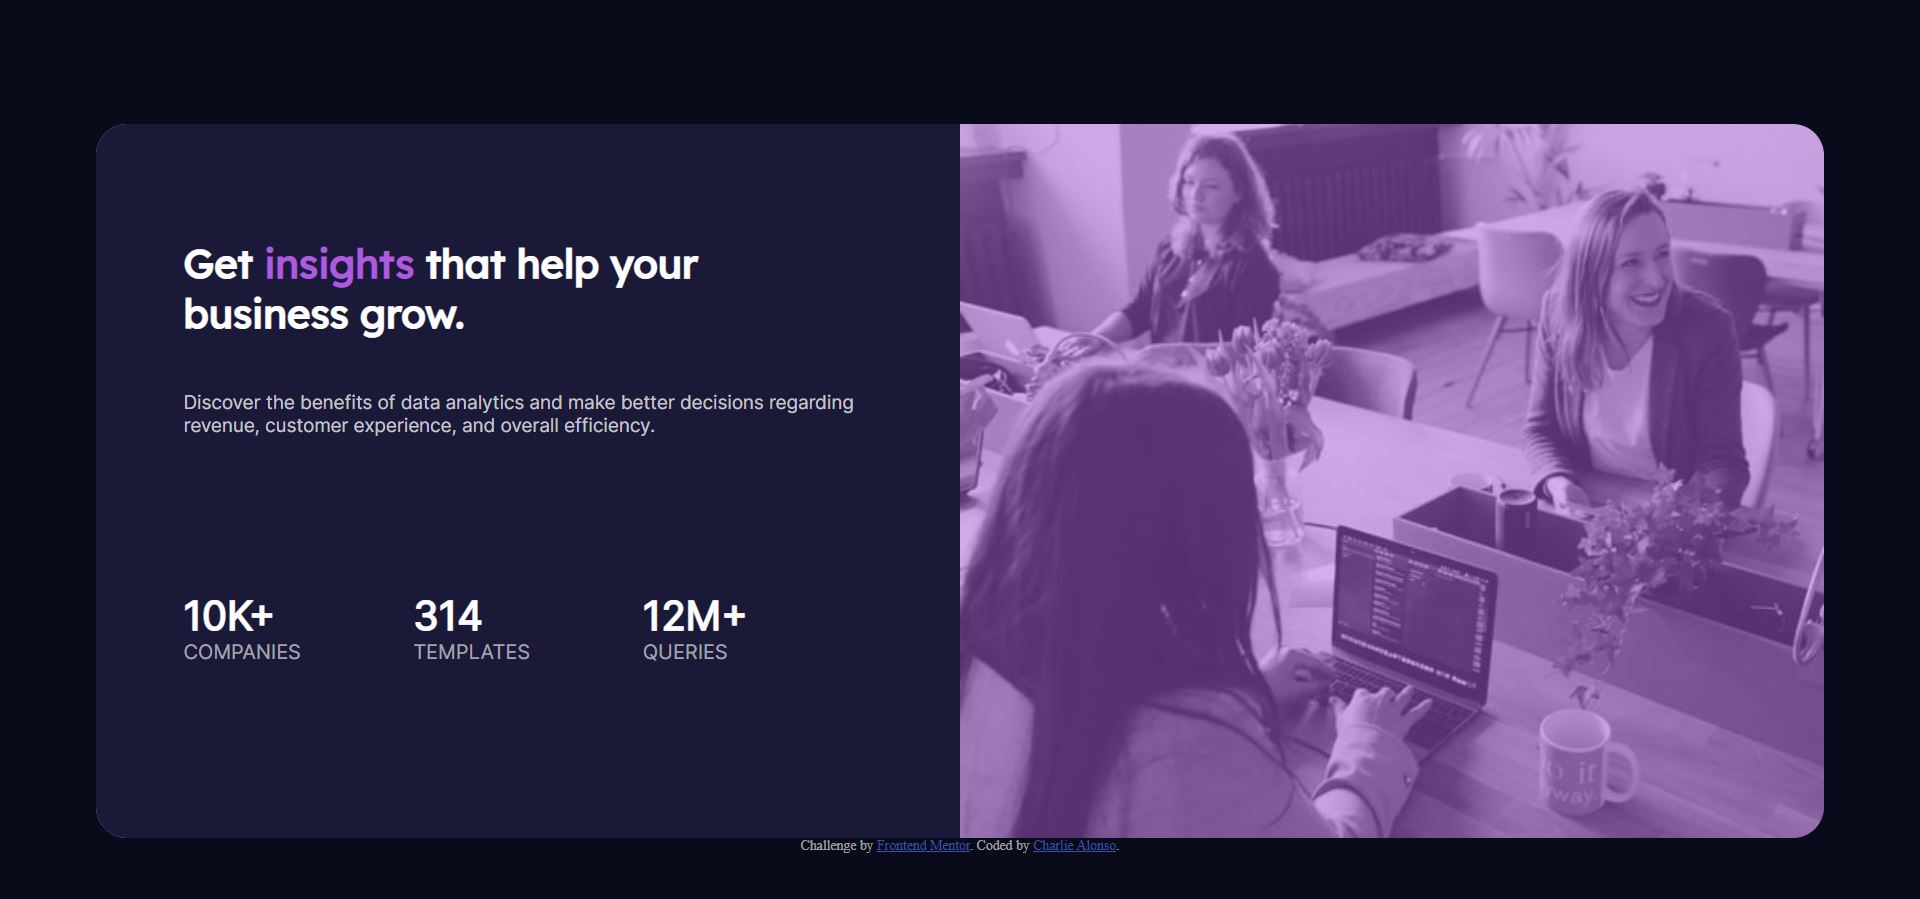 Get insights that help your
business grow.
Discover the benefits of data analytics and make better decisions regarding
revenue, customer experience, and overall efficiency.
10K+ 314 12M+
COMPANIES TEMPLATES QUERIES
Challenge by Frontend Mentor. Coded by Charlie Alonso.